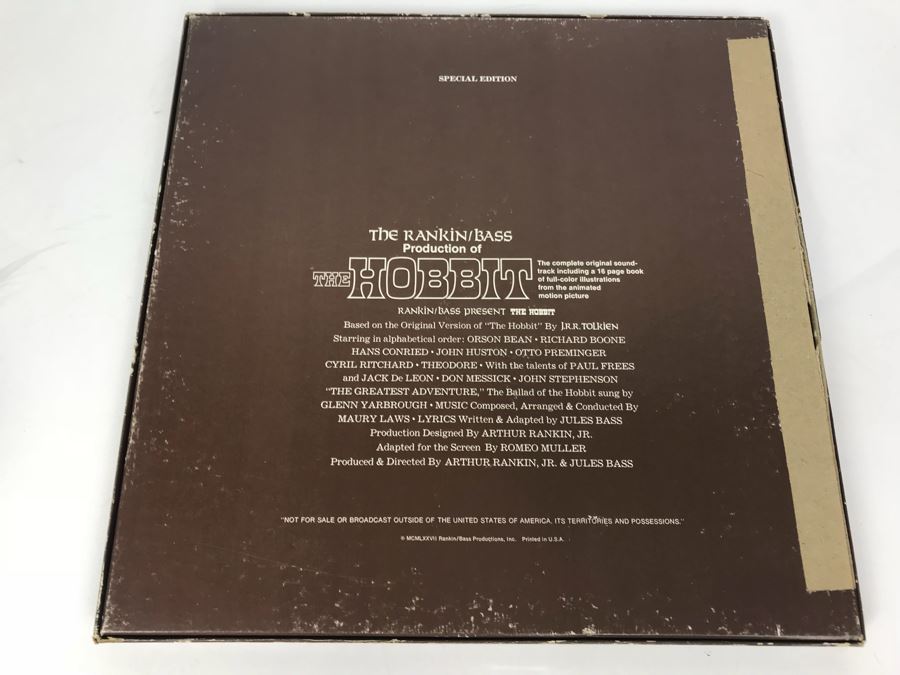 SPECIAL EDITION
The RANKIN/BASS
Production of
THE HOBBIT
The complete original sound-
track including a 16 page book
of full-color illustrations
from the animated
motion picture
RANKIN/BASS PRESENT THE HOBBIT
Based on the Original Version of "The Hobbit" By J.R.R. TOLKIEN
Starring in alphabetical order: ORSON BEAN • RICHARD BOONE
HANS CONRIED • JOHN HUSTON • OTTO PREMINGER
CYRIL RITCHARD • THEODORE • With the talents of PAUL FREES
and JACK De LEON • DON MESSICK • JOHN STEPHENSON
"THE GREATEST ADVENTURE," The Ballad of the Hobbit sung by
GLENN YARBROUGH • MUSIC Composed, Arranged & Conducted By
MAURY LAWS • LYRICS Written & Adapted by JULES BASS
Production Designed By ARTHUR RANKIN, JR.
Adapted for the Screen By ROMEO MULLER
Produced & Directed By ARTHUR RANKIN, JR. & JULES BASS
"NOT FOR SALE OR BROADCAST OUTSIDE OF THE UNITED STATES OF AMERICA, ITS TERRITORIES AND POSSESSIONS."
© MCMLXXVII Rankin/Bass Productions, Inc. Printed in U.S.A.